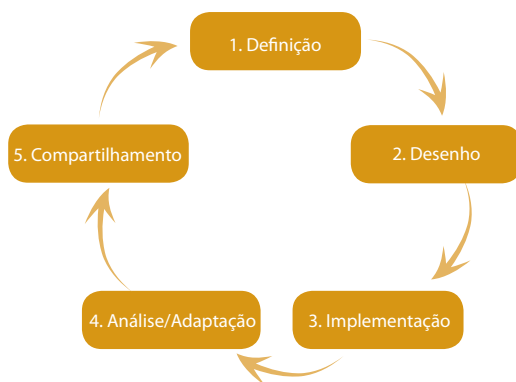 1. Definição
2. Desenho
3. Implementação
4. Análise/Adaptação
5. Compartilhamento